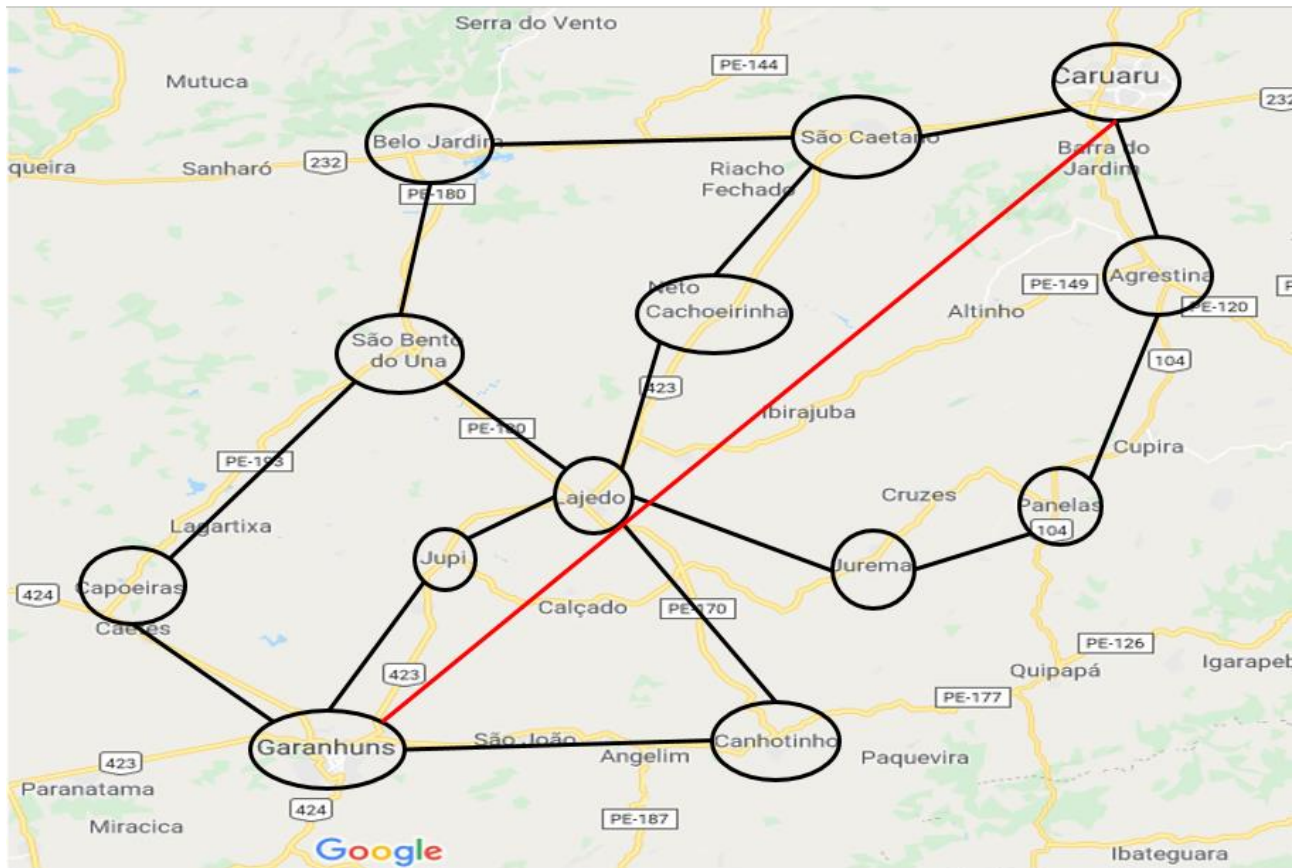 Serra do Vento
PE-144
Mutuca
Caruaru
232
Belo Jardim
São Caetano
queira
Sanharó
232
Riacho
Fechado
Barra do
Jardim
PE-180
Neto
Cachoeirinha
Agrestina
PE-149
PE-120
Altinho
São Bento
do Una
104
423
Ibirajuba
PE-180
Cupira
PE-193
Lajedo
Cruzes
Panelas
Lagartixa
104
Jupi
Jurema
Capoeiras
424
Calçado
PE-170
Caetés
PE-126
Igarapeb
Quipapá
423
PE-177
Garanhuns
São João
Canhotinho
Angelim
Paquevira
423
Paranatama
424
Miracica
PE-187
Google
Ibateguara